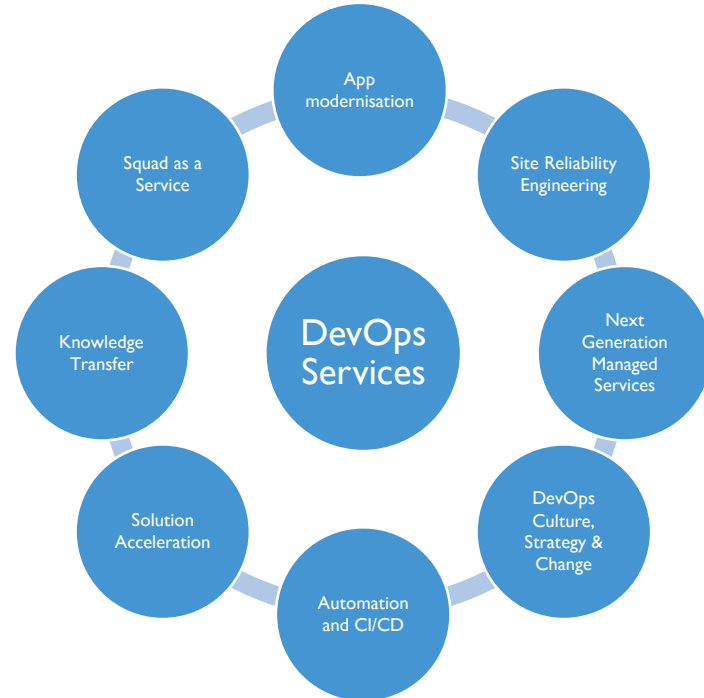 App
modernisation
Site Reliability
Engineering
Next
Generation
Managed
Services
DevOps
Culture,
Strategy &
Change
Automation
and CI/CD
Solution
Acceleration
Knowledge
Transfer
Squad as a
Service
DevOps
Services